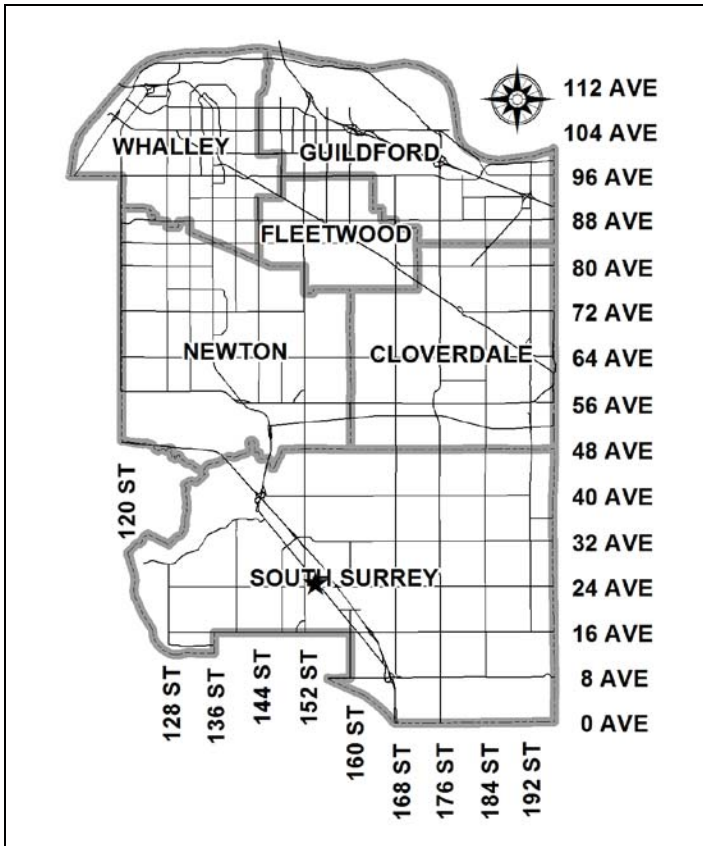 112 AVE
104 AVE
WHALLEY
GUILDFORD
96 AVE
88 AVE
FLEETWOOD
80 AVE
72 AVE
NEWTON
CLOVERDALE
64 AVE
56 AVE
48 AVE
120 ST
40 AVE
32 AVE
SOUTH SURREY
24 AVE
16 AVE
128 ST
136 ST
144 ST
152 ST
160 ST
8 AVE
0 AVE
168 ST
176 ST
184 ST
192 ST